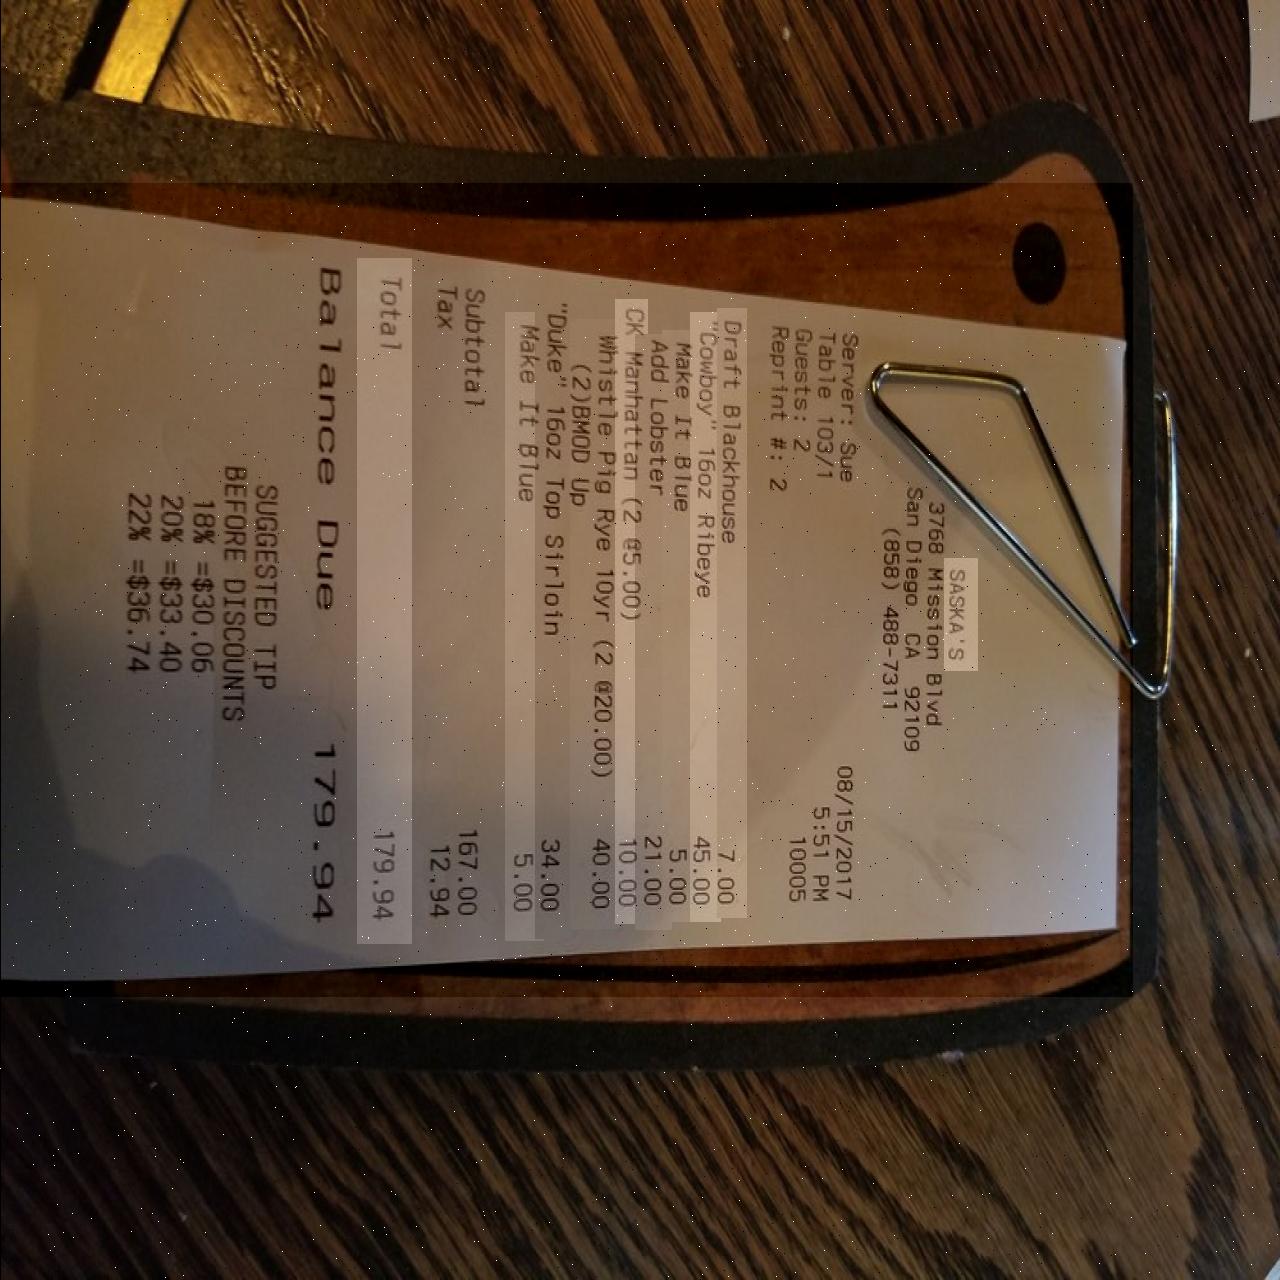 SASKA'S
3768 Mission Blvd
San Diego, CA 92109
(858) 488-7311
Server: Sue 08/15/2017
Table 103/1 5:51 PM
Guests: 2 10005
Reprint #: 2
Draft Blackhouse 7.00
"Cowboy" 16oz Ribeye 45.00
Make It Blue 5.00
Add Lobster 21.00
CK Manhattan (2 @5.00) 10.00
Whistle Pig Rye 10yr (2 @20.00) 40.00
(2)BMOD Up
"Duke" 16oz Top Sirloin 34.00
Make It Blue 5.00
Subtotal 167.00
Tax 12.94
Total 179.94
Balance Due 179.94
SUGGESTED TIP
BEFORE DISCOUNTS
18% =$30.06
20% =$33.40
22% =$36.74